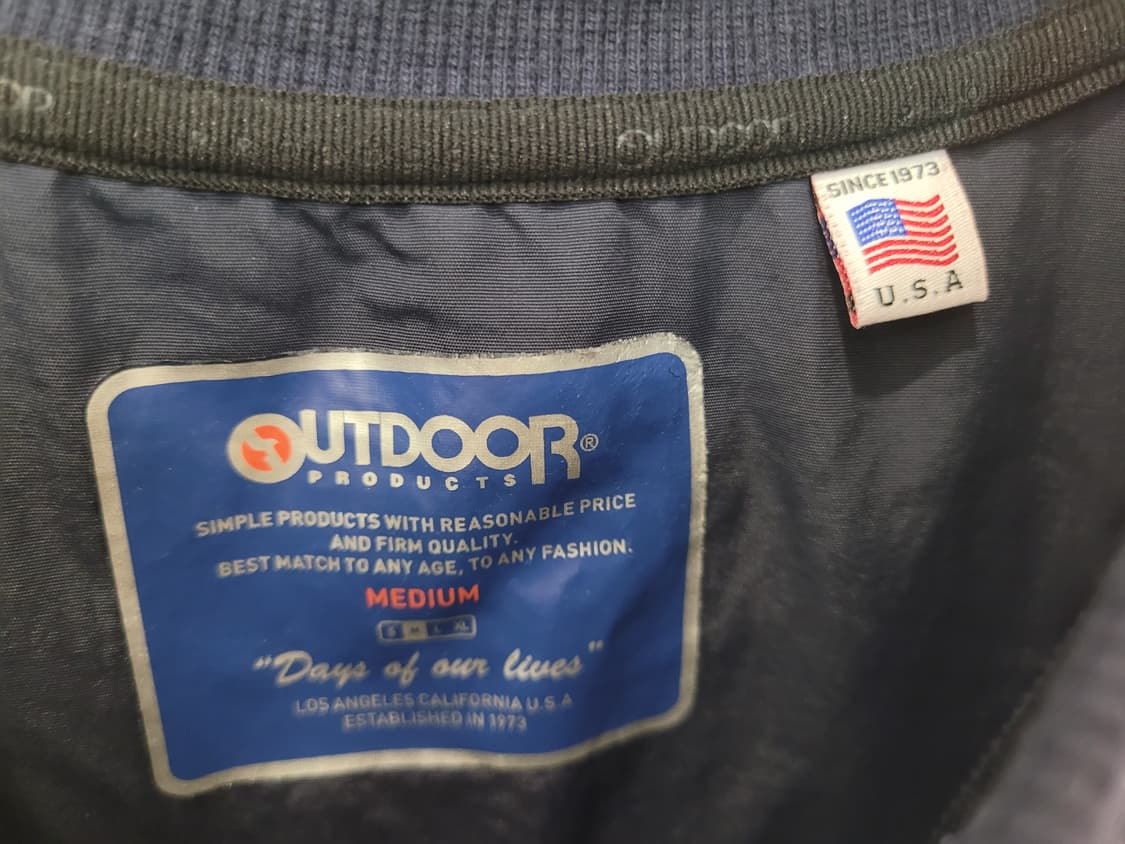 OUTDOOR
SINCE 1973
U.S.A
OUTDOOR®
PRODUCTS
SIMPLE PRODUCTS WITH REASONABLE PRICE
AND FIRM QUALITY.
BEST MATCH TO ANY AGE, TO ANY FASHION.
MEDIUM
S M L XL
"Days of our lives"
LOS ANGELES CALIFORNIA U.S.A
ESTABLISHED IN 1973